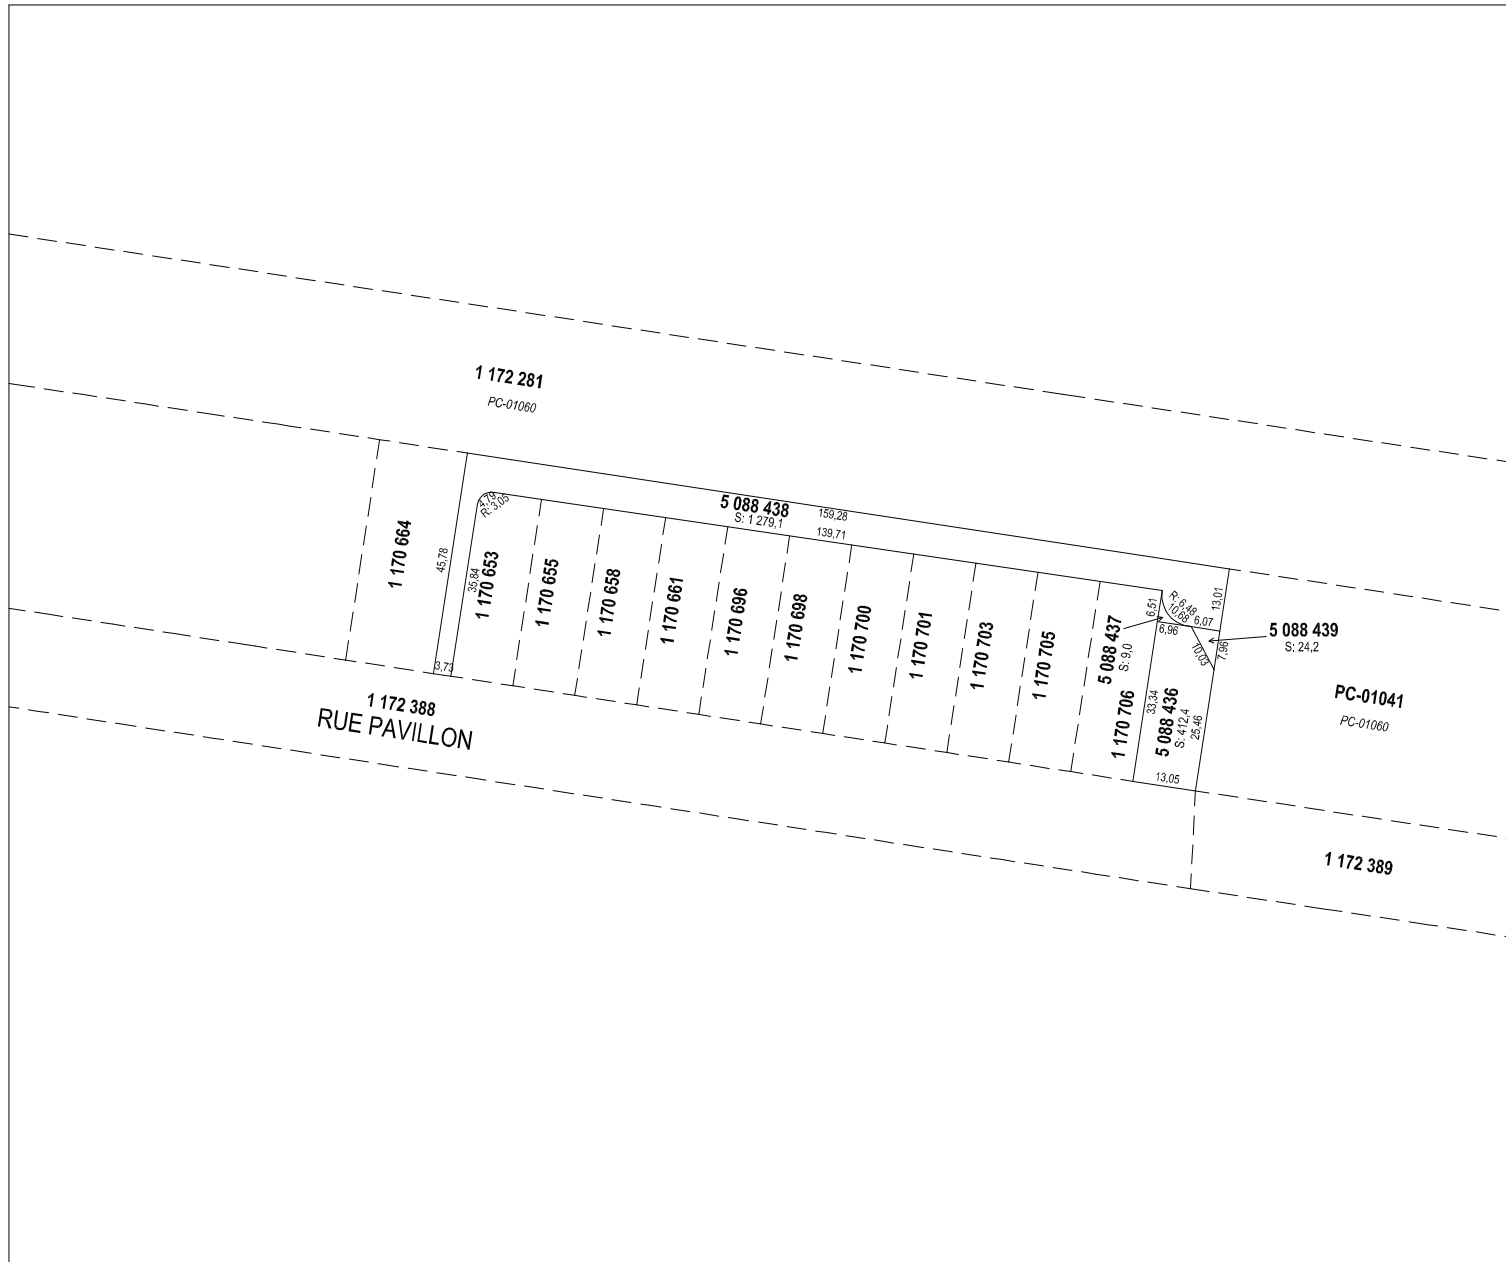 1 172 281
PC-01060
5 088 438
S: 1 279,1
159,28
139,71
4,79
R: 3,05
1 170 664
45,78
35,84
3,73
1 170 653
1 170 655
1 170 658
1 170 661
1 170 696
1 170 698
1 170 700
1 170 701
1 170 703
1 170 705
5 088 437
S: 9,0
1 170 706
6,51
R: 6,48
10,68
6,07
13,01
6,96
10,03
7,96
5 088 439
S: 24,2
33,34
5 088 436
S: 412,4
25,46
13,05
PC-01041
PC-01060
1 172 388
RUE PAVILLON
1 172 389